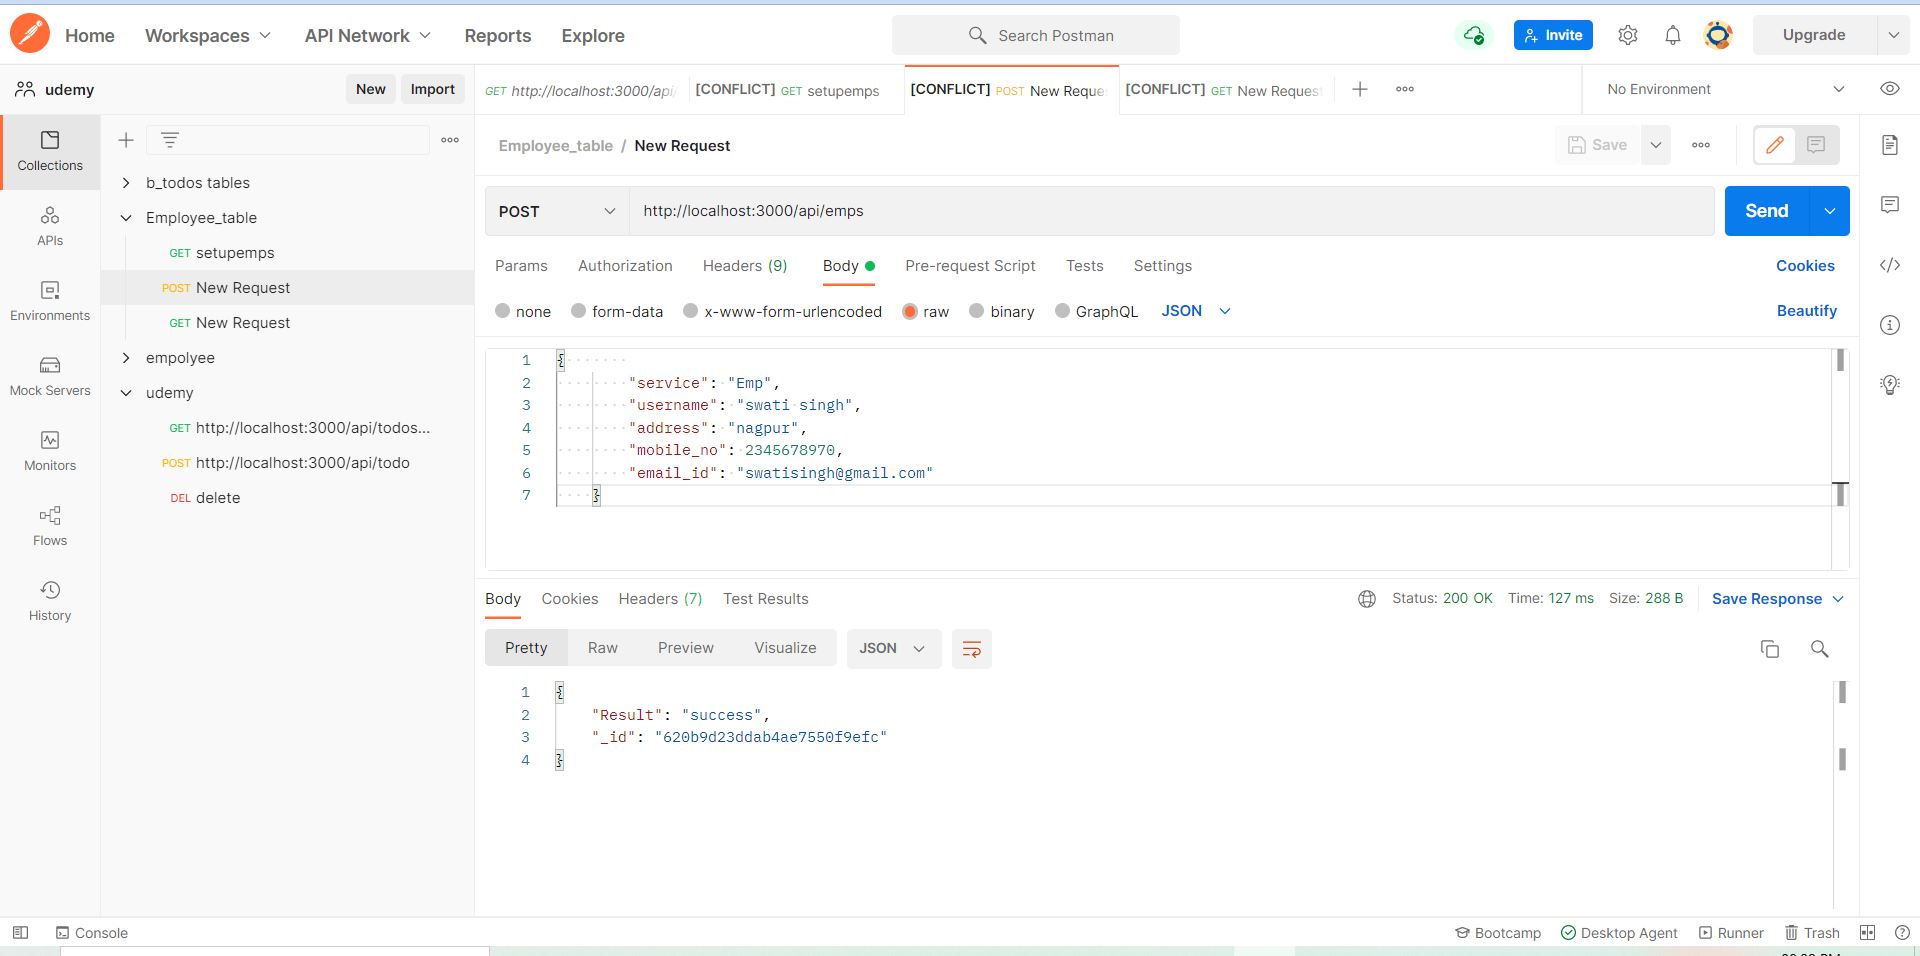 Home Workspaces API Network Reports Explore Search Postman Invite Upgrade
udemy New Import
GET http://localhost:3000/api/ [CONFLICT] GET setupemps [CONFLICT] POST New Reque [CONFLICT] GET New Request No Environment
Collections
APIs
Environments
Mock Servers
Monitors
Flows
History
b_todos tables
Employee_table
GET setupemps
POST New Request
GET New Request
empolyee
udemy
GET http://localhost:3000/api/todos...
POST http://localhost:3000/api/todo
DEL delete
Employee_table / New Request Save
POST http://localhost:3000/api/emps Send
Params Authorization Headers (9) Body Pre-request Script Tests Settings Cookies
none form-data x-www-form-urlencoded raw binary GraphQL JSON Beautify
1 {
2 "service": "Emp",
3 "username": "swati singh",
4 "address": "nagpur",
5 "mobile_no": 2345678970,
6 "email_id": "swatisingh@gmail.com"
7 }
Body Cookies Headers (7) Test Results Status: 200 OK Time: 127 ms Size: 288 B Save Response
Pretty Raw Preview Visualize JSON
1 {
2 "Result": "success",
3 "_id": "620b9d23ddab4ae7550f9efc"
4 }
Console Bootcamp Desktop Agent Runner Trash